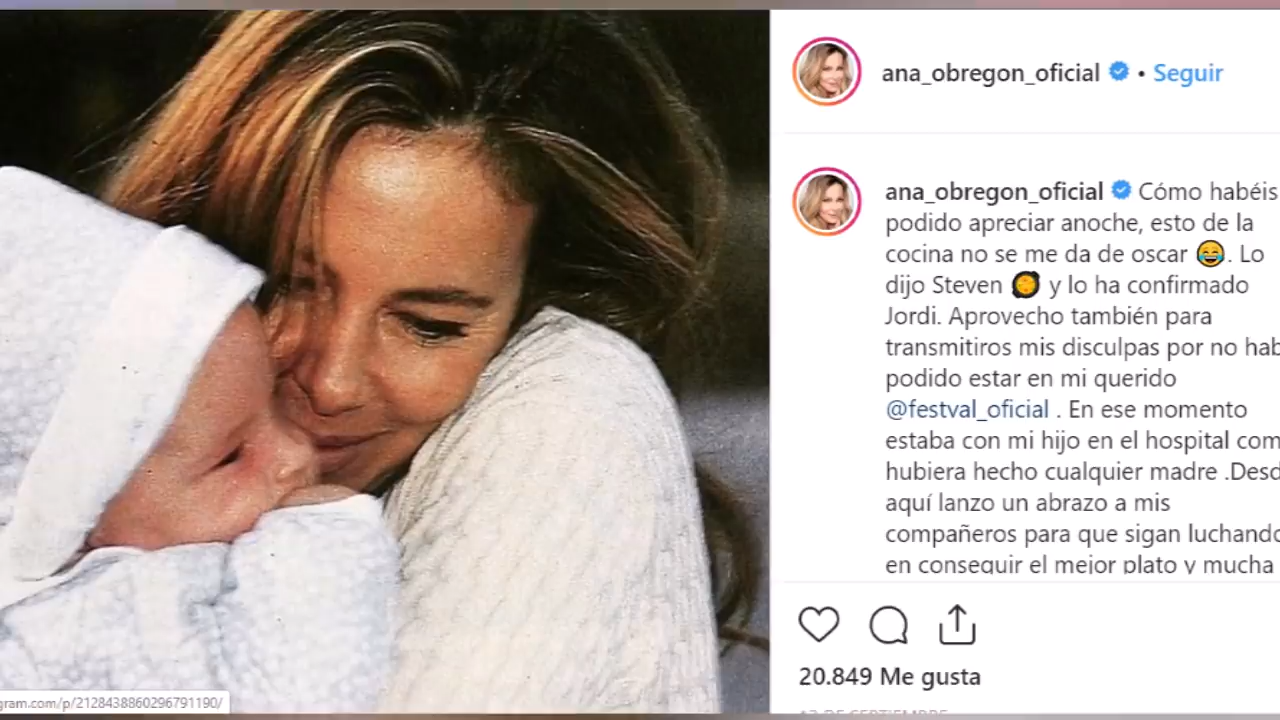 ana_obregon_oficial • Seguir
ana_obregon_oficial Cómo habéis
podido apreciar anoche, esto de la
cocina no se me da de oscar 😂. Lo
dijo Steven 🥘 y lo ha confirmado
Jordi. Aprovecho también para
transmitiros mis disculpas por no hab
podido estar en mi querido
@festval_oficial . En ese momento
estaba con mi hijo en el hospital com
hubiera hecho cualquier madre .Desd
aquí lanzo un abrazo a mis
compañeros para que sigan luchando
en conseguir el mejor plato y mucha
20.849 Me gusta
gram.com/p/2128438860296791190/